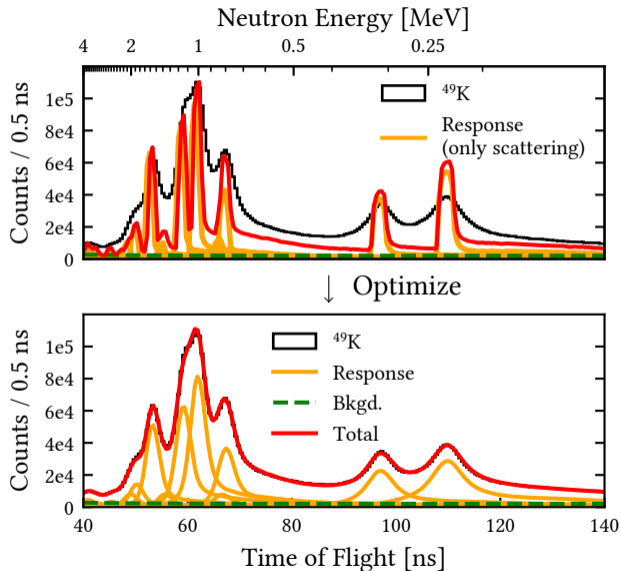 Neutron Energy [MeV]
4 2 1 0.5 0.25
Counts / 0.5 ns
1e5
8e4
6e4
4e4
2e4
0
⁴⁹K
Response
(only scattering)
↓ Optimize
Counts / 0.5 ns
1e5
8e4
6e4
4e4
2e4
0
⁴⁹K
Response
Bkgd.
Total
40 60 80 100 120 140
Time of Flight [ns]